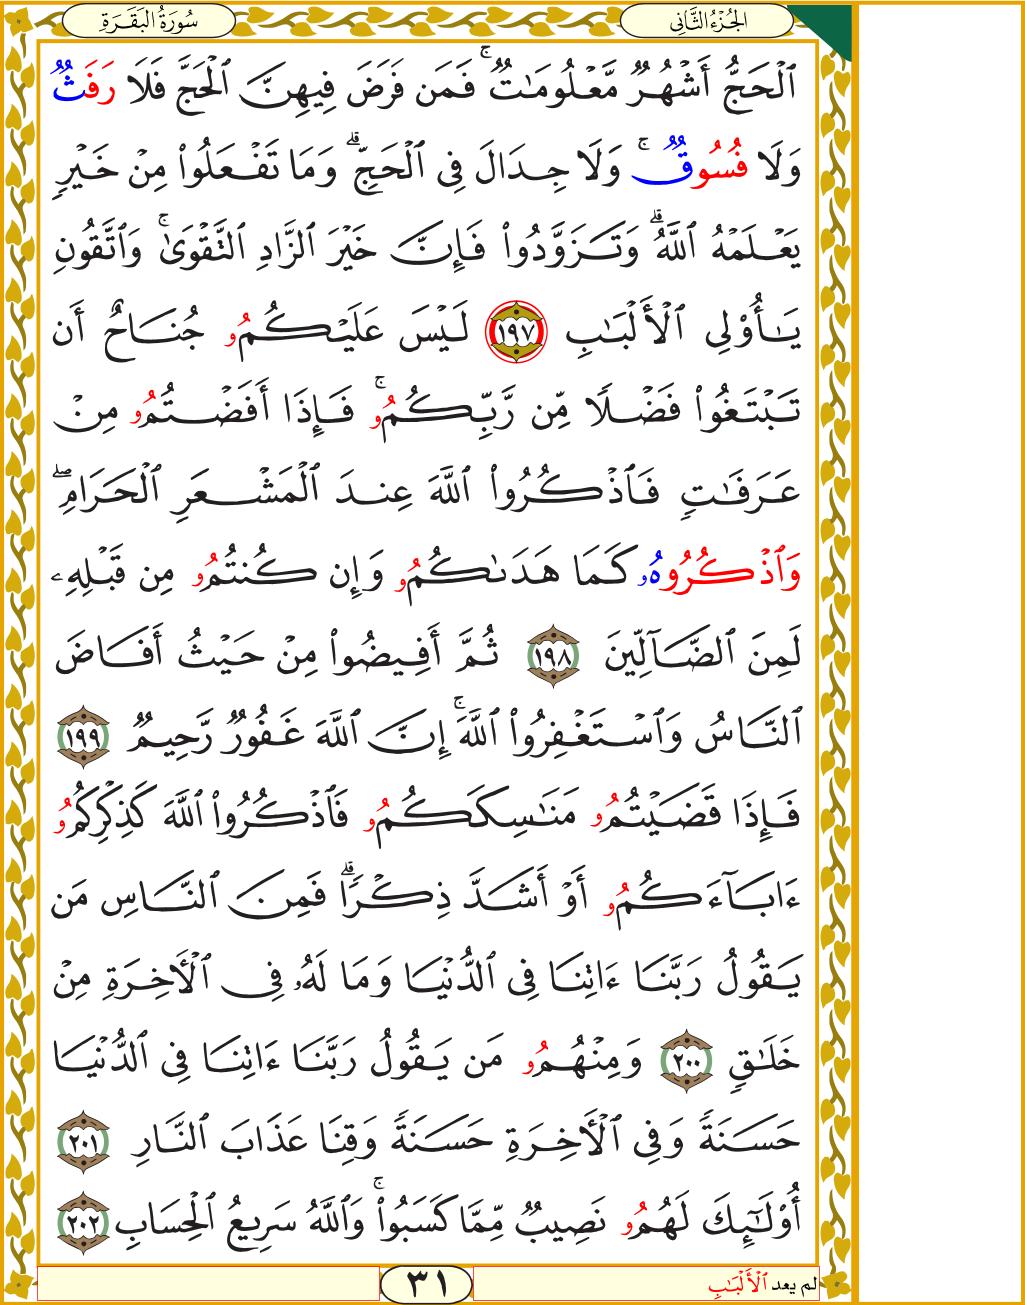 الجُزْءُ الثَّانِي
سُورَةُ البَقَرَةِ
ٱلْحَجُّ أَشْهُرٌ مَّعْلُومَٰتٌ ۚ فَمَن فَرَضَ فِيهِنَّ ٱلْحَجَّ فَلَا رَفَثٌ
وَلَا فُسُوقٌ ۚ وَلَا جِدَالَ فِى ٱلْحَجِّ ۗ وَمَا تَفْعَلُوا۟ مِنْ خَيْرٍ
يَعْلَمْهُ ٱللَّهُ ۗ وَتَزَوَّدُوا۟ فَإِنَّ خَيْرَ ٱلزَّادِ ٱلتَّقْوَىٰ ۚ وَٱتَّقُونِ
يَٰٓأُو۟لِى ٱلْأَلْبَٰبِ ١٩٧ لَيْسَ عَلَيْكُمُۥ جُنَاحٌ أَن
تَبْتَغُوا۟ فَضْلًا مِّن رَّبِّكُمُۥ ۚ فَإِذَآ أَفَضْتُمُۥ مِنْ
عَرَفَٰتٍ فَٱذْكُرُوا۟ ٱللَّهَ عِندَ ٱلْمَشْعَرِ ٱلْحَرَامِ ۖ
وَٱذْكُرُوهُۥ كَمَا هَدَىٰكُمُۥ وَإِن كُنتُمُۥ مِن قَبْلِهِۦ
لَمِنَ ٱلضَّآلِّينَ ١٩٨ ثُمَّ أَفِيضُوا۟ مِنْ حَيْثُ أَفَاضَ
ٱلنَّاسُ وَٱسْتَغْفِرُوا۟ ٱللَّهَ ۚ إِنَّ ٱللَّهَ غَفُورٌ رَّحِيمٌ ١٩٩
فَإِذَا قَضَيْتُمُۥ مَنَٰسِكَكُمُۥ فَٱذْكُرُوا۟ ٱللَّهَ كَذِكْرِكُمُۥ
ءَابَآءَكُمُۥ أَوْ أَشَدَّ ذِكْرًا ۗ فَمِنَ ٱلنَّاسِ مَن
يَقُولُ رَبَّنَا ءَاتِنَا فِى ٱلدُّنْيَا وَمَا لَهُۥ فِى ٱلْأَخِرَةِ مِنْ
خَلَٰقٍ ٢٠٠ وَمِنْهُمُۥ مَن يَقُولُ رَبَّنَا ءَاتِنَا فِى ٱلدُّنْيَا
حَسَنَةً وَفِى ٱلْأَخِرَةِ حَسَنَةً وَقِنَا عَذَابَ ٱلنَّارِ ٢٠١
أُو۟لَٰٓئِكَ لَهُمُۥ نَصِيبٌ مِّمَّا كَسَبُوا۟ ۚ وَٱللَّهُ سَرِيعُ ٱلْحِسَابِ ٢٠٢
لم يعد ٱلْأَلْبَٰبِ
٣١